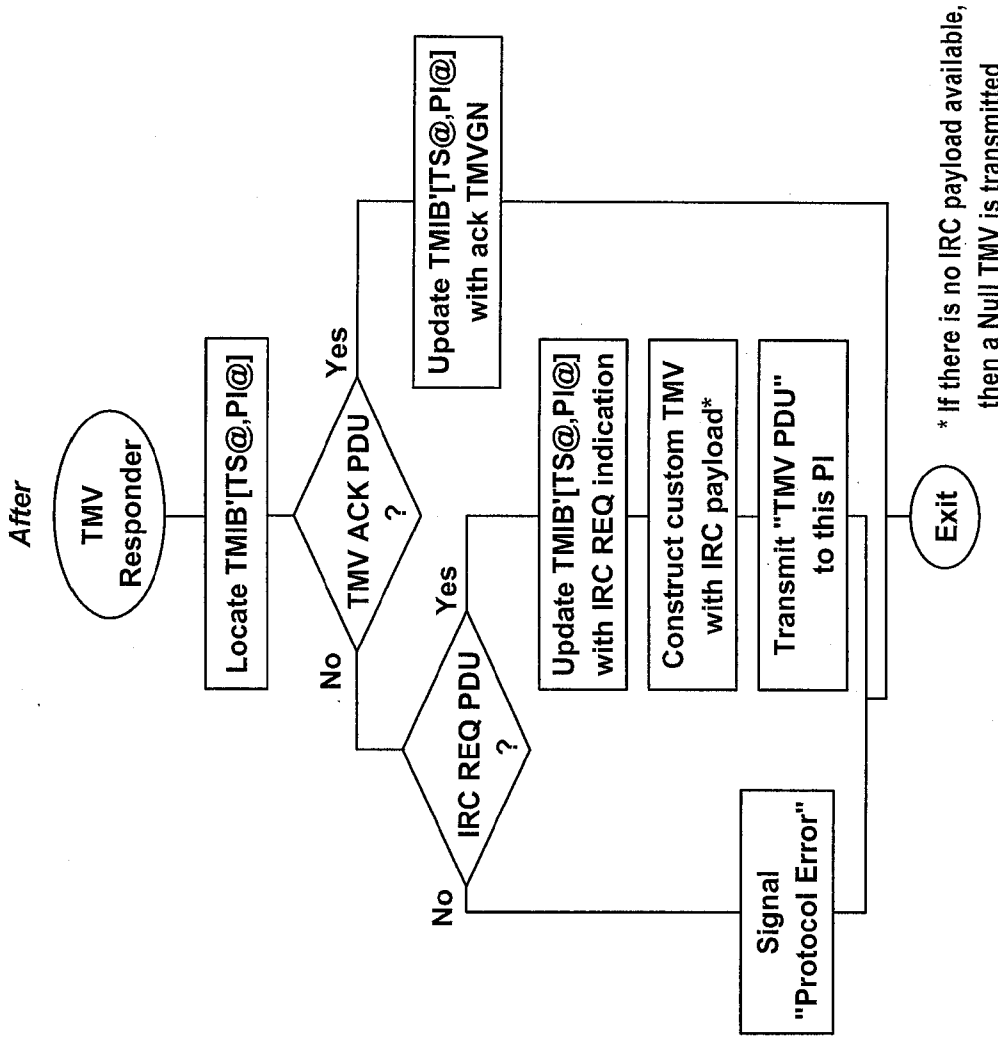 After
TMV
Responder
Locate TMIB'[TS@,PI@]
TMV ACK PDU
?
No
Yes
Update TMIB'[TS@,PI@]
with ack TMVGN
IRC REQ PDU
?
No
Yes
Update TMIB'[TS@,PI@]
with IRC REQ indication
Construct custom TMV
with IRC payload*
Transmit "TMV PDU"
to this PI
Signal
"Protocol Error"
Exit
* If there is no IRC payload available,
then a Null TMV is transmitted